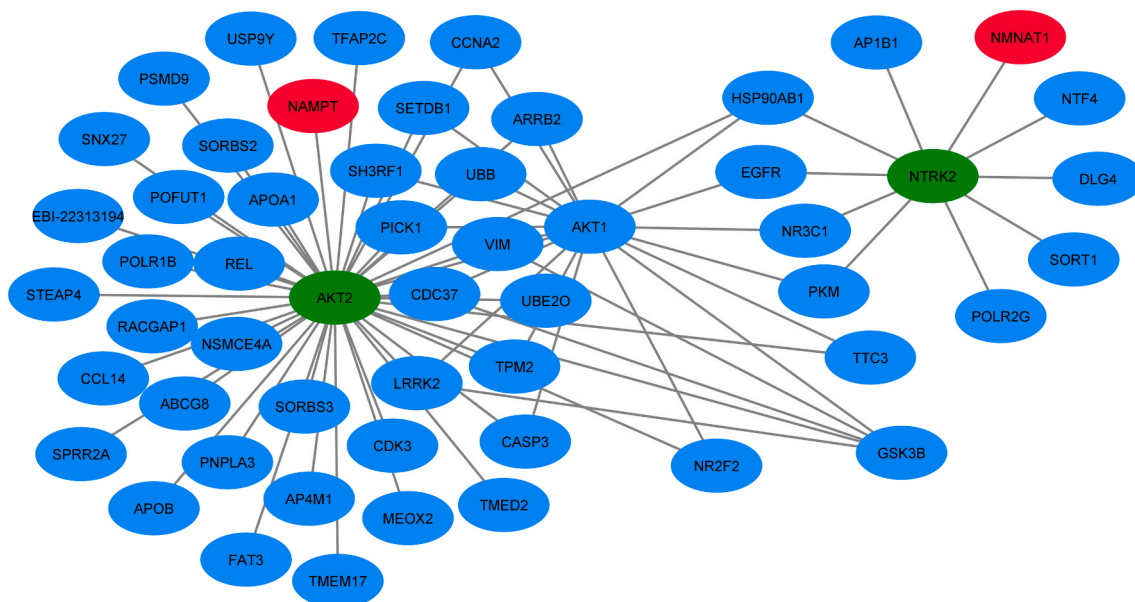 USP9Y
TFAP2C
CCNA2
AP1B1
NMNAT1
PSMD9
NAMPT
SETDB1
ARRB2
HSP90AB1
NTF4
SNX27
SORBS2
SH3RF1
UBB
EGFR
NTRK2
DLG4
POFUT1
APOA1
EBI-22313194
PICK1
VIM
AKT1
NR3C1
SORT1
POLR1B
REL
STEAP4
AKT2
CDC37
UBE2O
PKM
POLR2G
RACGAP1
NSMCE4A
TTC3
CCL14
LRRK2
TPM2
ABCG8
SORBS3
SPRR2A
PNPLA3
CDK3
CASP3
NR2F2
GSK3B
APOB
AP4M1
MEOX2
TMED2
FAT3
TMEM17